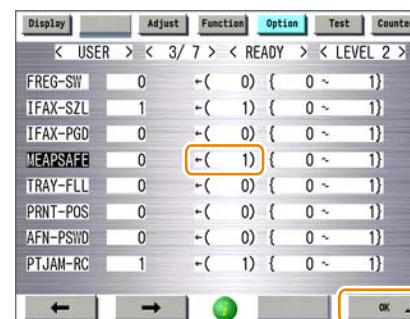 Display Adjust Function Option Test Counte
< USER > < 3/ 7 > < READY > < LEVEL 2 >
FREG-SW 0 ←( 0) { 0 ~ 1}
IFAX-SZL 1 ←( 1) { 0 ~ 1}
IFAX-PGD 0 ←( 0) { 0 ~ 1}
MEAPSAFE 0 ←( 1) { 0 ~ 1}
TRAY-FLL 0 ←( 0) { 0 ~ 1}
PRNT-POS 0 ←( 0) { 0 ~ 1}
AFN-PSWD 0 ←( 0) { 0 ~ 1}
PTJAM-RC 1 ←( 1) { 0 ~ 1}
← → i OK